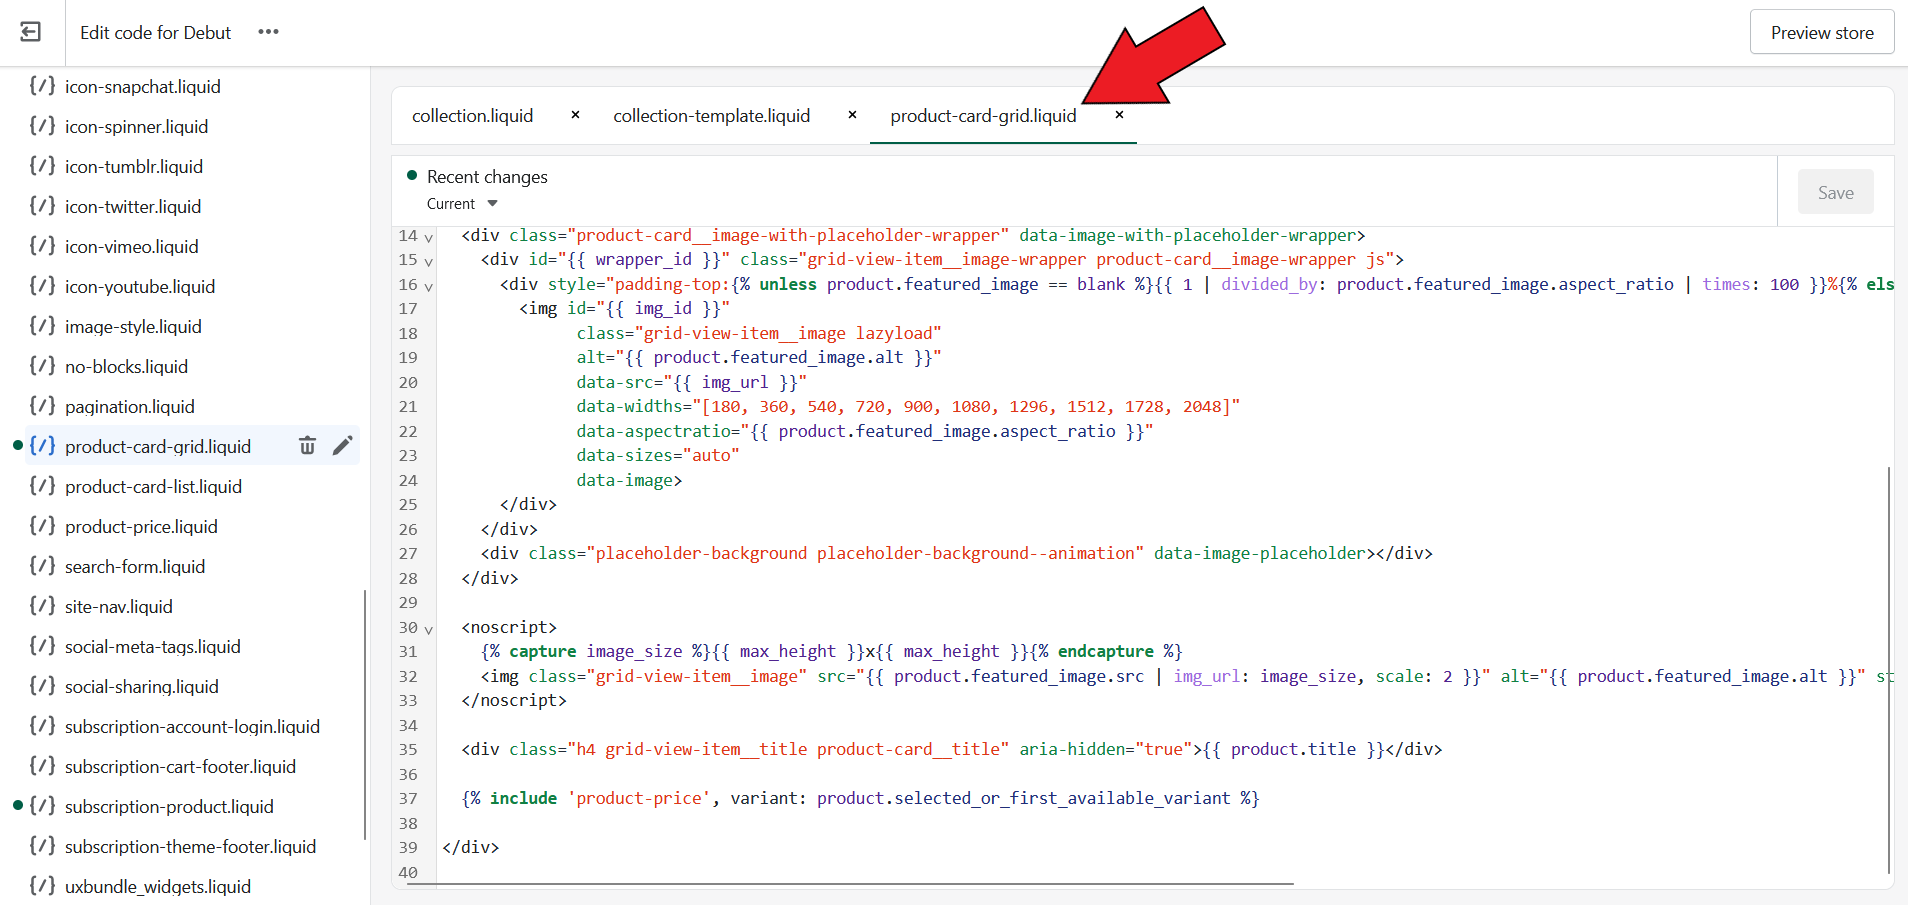 Edit code for Debut •••
Preview store
{/} icon-snapchat.liquid
{/} icon-spinner.liquid
{/} icon-tumblr.liquid
{/} icon-twitter.liquid
{/} icon-vimeo.liquid
{/} icon-youtube.liquid
{/} image-style.liquid
{/} no-blocks.liquid
{/} pagination.liquid
{/} product-card-grid.liquid
{/} product-card-list.liquid
{/} product-price.liquid
{/} search-form.liquid
{/} site-nav.liquid
{/} social-meta-tags.liquid
{/} social-sharing.liquid
{/} subscription-account-login.liquid
{/} subscription-cart-footer.liquid
{/} subscription-product.liquid
{/} subscription-theme-footer.liquid
{/} uxbundle_widgets.liquid
collection.liquid × collection-template.liquid × product-card-grid.liquid ×
Recent changes
Current
Save
14 <div class="product-card__image-with-placeholder-wrapper" data-image-with-placeholder-wrapper>
15 <div id="{{ wrapper_id }}" class="grid-view-item__image-wrapper product-card__image-wrapper js">
16 <div style="padding-top:{% unless product.featured_image == blank %}{{ 1 | divided_by: product.featured_image.aspect_ratio | times: 100 }}%{% els
17 <img id="{{ img_id }}"
18 class="grid-view-item__image lazyload"
19 alt="{{ product.featured_image.alt }}"
20 data-src="{{ img_url }}"
21 data-widths="[180, 360, 540, 720, 900, 1080, 1296, 1512, 1728, 2048]"
22 data-aspectratio="{{ product.featured_image.aspect_ratio }}"
23 data-sizes="auto"
24 data-image>
25 </div>
26 </div>
27 <div class="placeholder-background placeholder-background--animation" data-image-placeholder></div>
28 </div>
29
30 <noscript>
31 {% capture image_size %}{{ max_height }}x{{ max_height }}{% endcapture %}
32 <img class="grid-view-item__image" src="{{ product.featured_image.src | img_url: image_size, scale: 2 }}" alt="{{ product.featured_image.alt }}" st
33 </noscript>
34
35 <div class="h4 grid-view-item__title product-card__title" aria-hidden="true">{{ product.title }}</div>
36
37 {% include 'product-price', variant: product.selected_or_first_available_variant %}
38
39 </div>
40